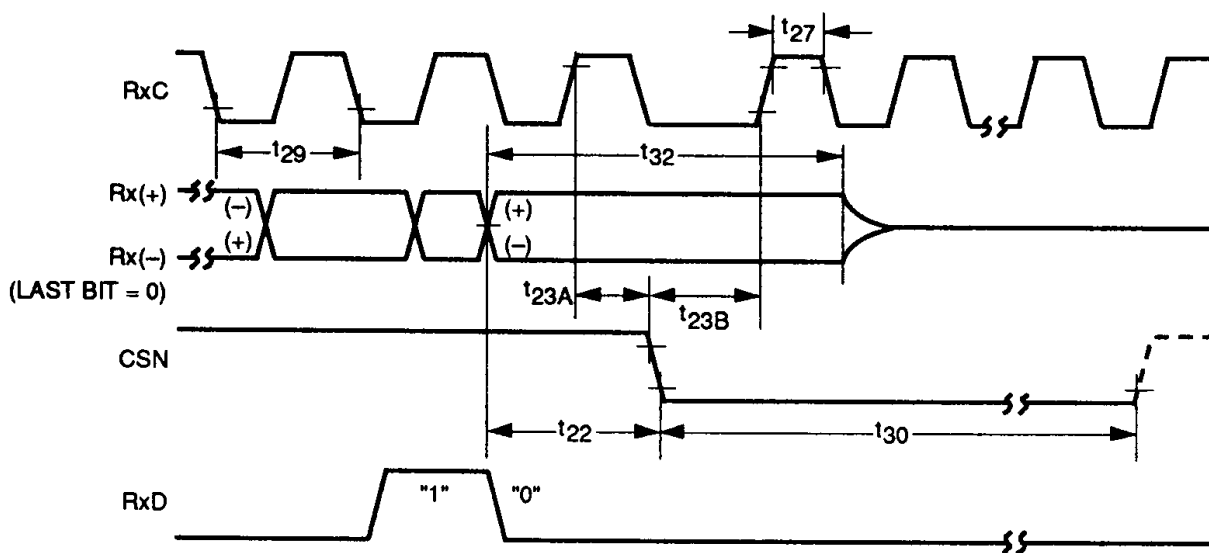 t27
RxC
t29
t32
Rx(+)
(–)
(+)
(+)
(–)
Rx(–)
(LAST BIT = 0)
t23A
t23B
CSN
t22
t30
RxD
"1"
"0"